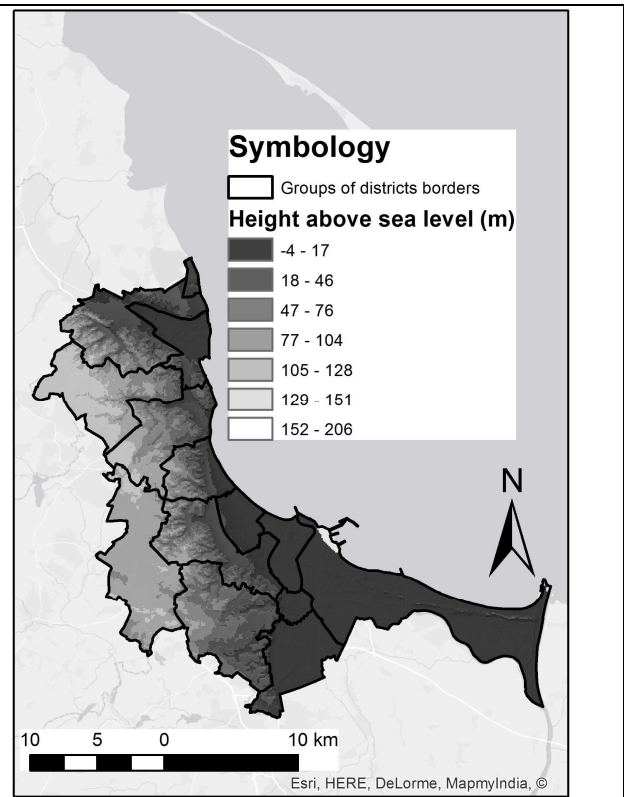 Symbology
Groups of districts borders
Height above sea level (m)
-4 - 17
18 - 46
47 - 76
77 - 104
105 - 128
129 - 151
152 - 206
N
10 5 0 10 km
Esri, HERE, DeLorme, MapmyIndia, ©